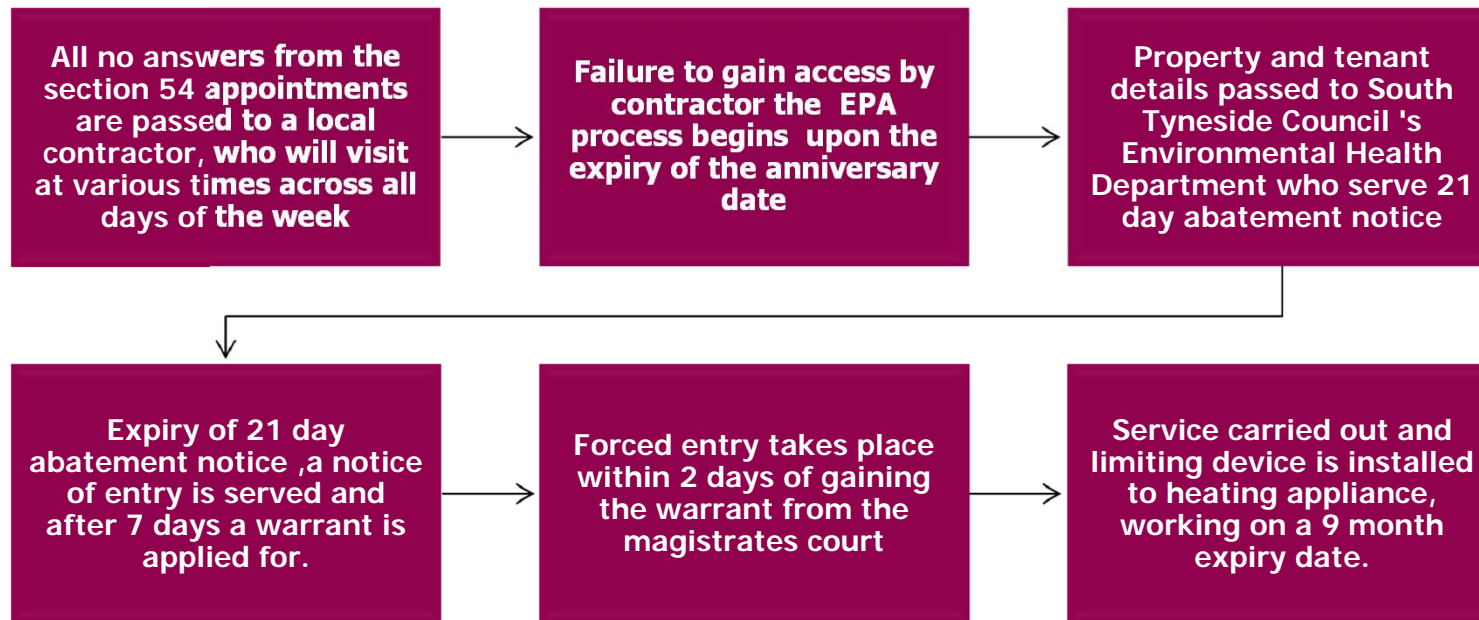 All no answers from the
section 54 appointments
are passed to a local
contractor, who will visit
at various times across all
days of the week
Failure to gain access by
contractor the EPA
process begins upon the
expiry of the anniversary
date
Property and tenant
details passed to South
Tyneside Council 's
Environmental Health
Department who serve 21
day abatement notice
Expiry of 21 day
abatement notice ,a notice
of entry is served and
after 7 days a warrant is
applied for.
Forced entry takes place
within 2 days of gaining
the warrant from the
magistrates court
Service carried out and
limiting device is installed
to heating appliance,
working on a 9 month
expiry date.